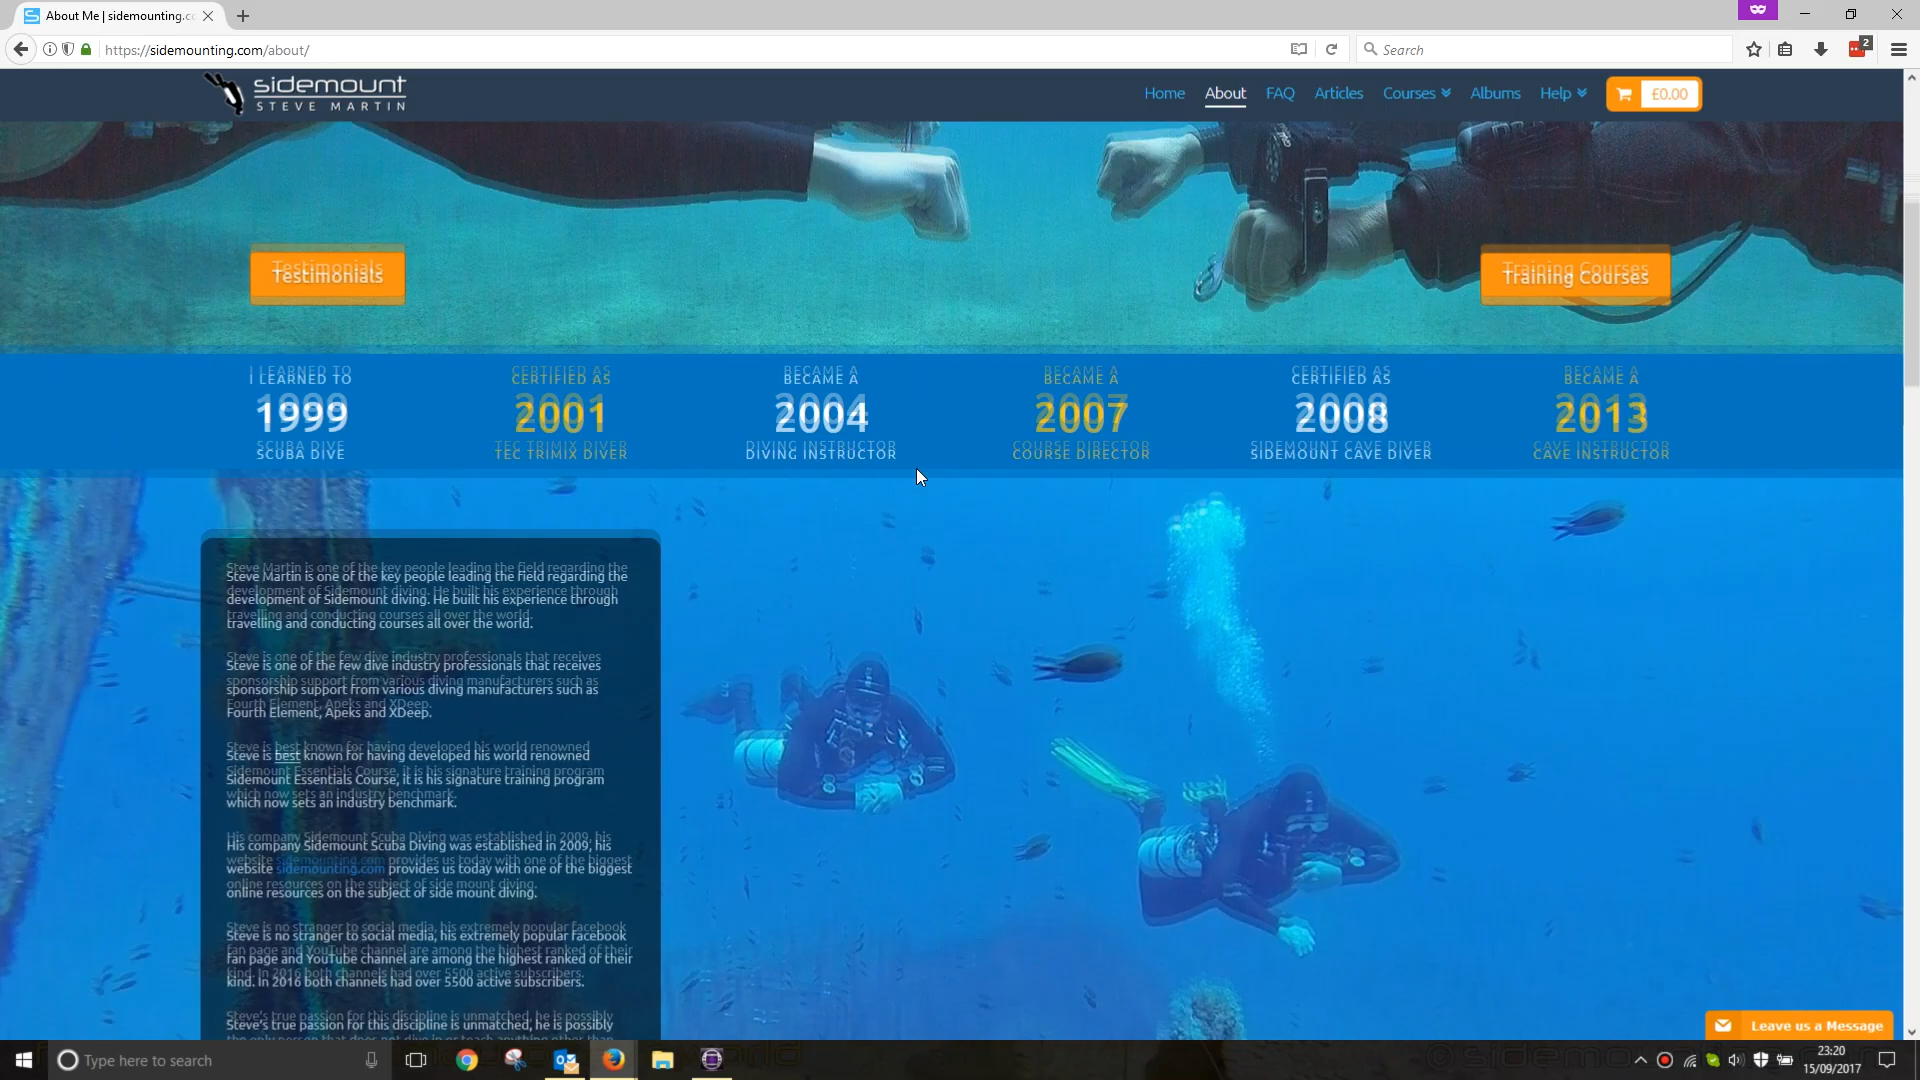 About Me | sidemounting.co
https://sidemounting.com/about/
Search
2
sidemount
STEVE MARTIN
Home
About
FAQ
Articles
Courses
Albums
Help
£0.00
Testimonials
Training Courses
I LEARNED TO
1999
SCUBA DIVE
CERTIFIED AS
2001
TEC TRIMIX DIVER
BECAME A
2004
DIVING INSTRUCTOR
BECAME A
2007
COURSE DIRECTOR
CERTIFIED AS
2008
SIDEMOUNT CAVE DIVER
BECAME A
2013
CAVE INSTRUCTOR
Steve Martin is one of the key people leading the field regarding the
development of Sidemount diving. He built his experience through
travelling and conducting courses all over the world.
Steve is one of the few dive industry professionals that receives
sponsorship support from various diving manufacturers such as
Fourth Element, Apeks and XDeep.
Steve is best known for having developed his world renowned
Sidemount Essentials Course, it is his signature training program
which now sets an industry benchmark.
His company Sidemount Scuba Diving was established in 2009, his
website sidemounting.com provides us today with one of the biggest
online resources on the subject of side mount diving.
Steve is no stranger to social media, his extremely popular facebook
fan page and YouTube channel are among the highest ranked of their
kind. In 2016 both channels had over 5500 active subscribers.
Steve's true passion for this discipline is unmatched, he is possibly
Leave us a Message
Type here to search
23:20
15/09/2017